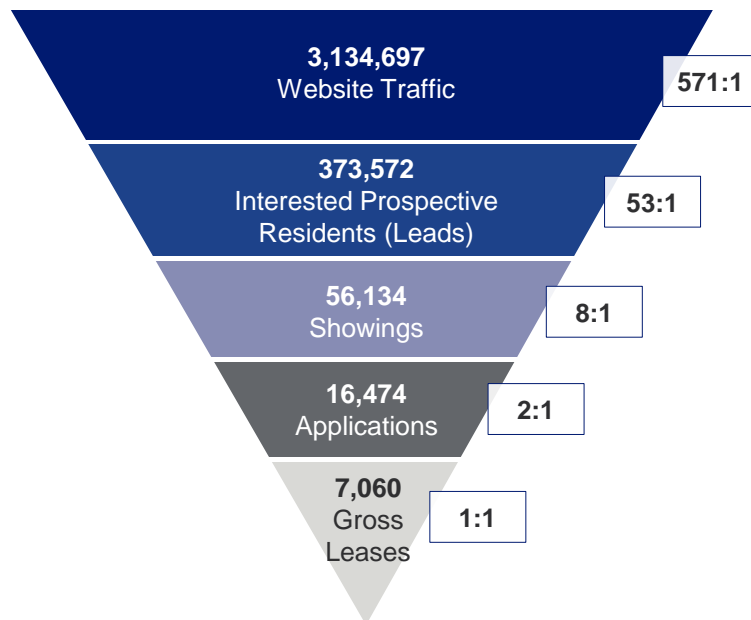 3,134,697
Website Traffic
571:1
373,572
Interested Prospective
Residents (Leads)
53:1
56,134
Showings
8:1
16,474
Applications
2:1
7,060
Gross
Leases
1:1